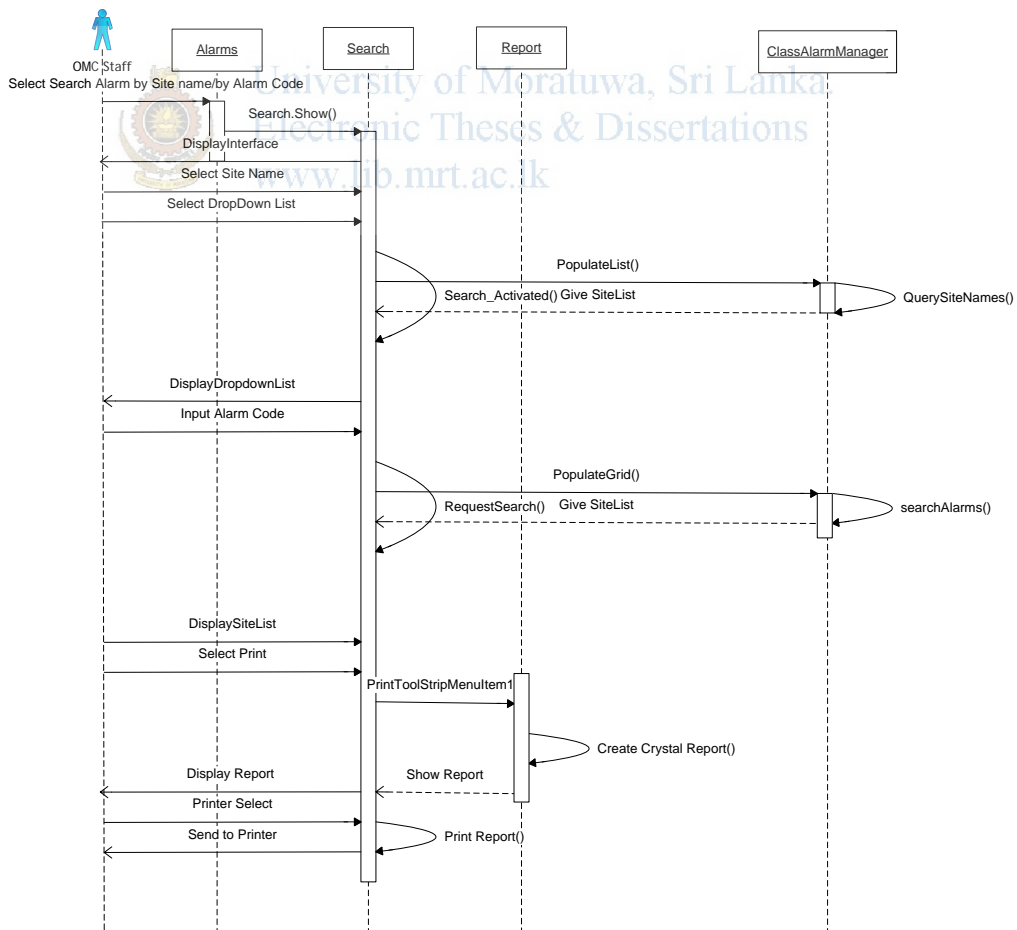 Alarms
Search
Report
ClassAlarmManager
OMC Staff
University of Moratuwa, Sri Lanka.
Select Search Alarm by Site name/by Alarm Code
Search.Show()
Electronic Theses & Dissertations
DisplayInterface
Select Site Name
www.lib.mrt.ac.lk
Select DropDown List
PopulateList()
Search_Activated()
Give SiteList
QuerySiteNames()
DisplayDropdownList
Input Alarm Code
PopulateGrid()
RequestSearch()
Give SiteList
searchAlarms()
DisplaySiteList
Select Print
PrintToolStripMenuItem1
Create Crystal Report()
Display Report
Show Report
Printer Select
Send to Printer
Print Report()